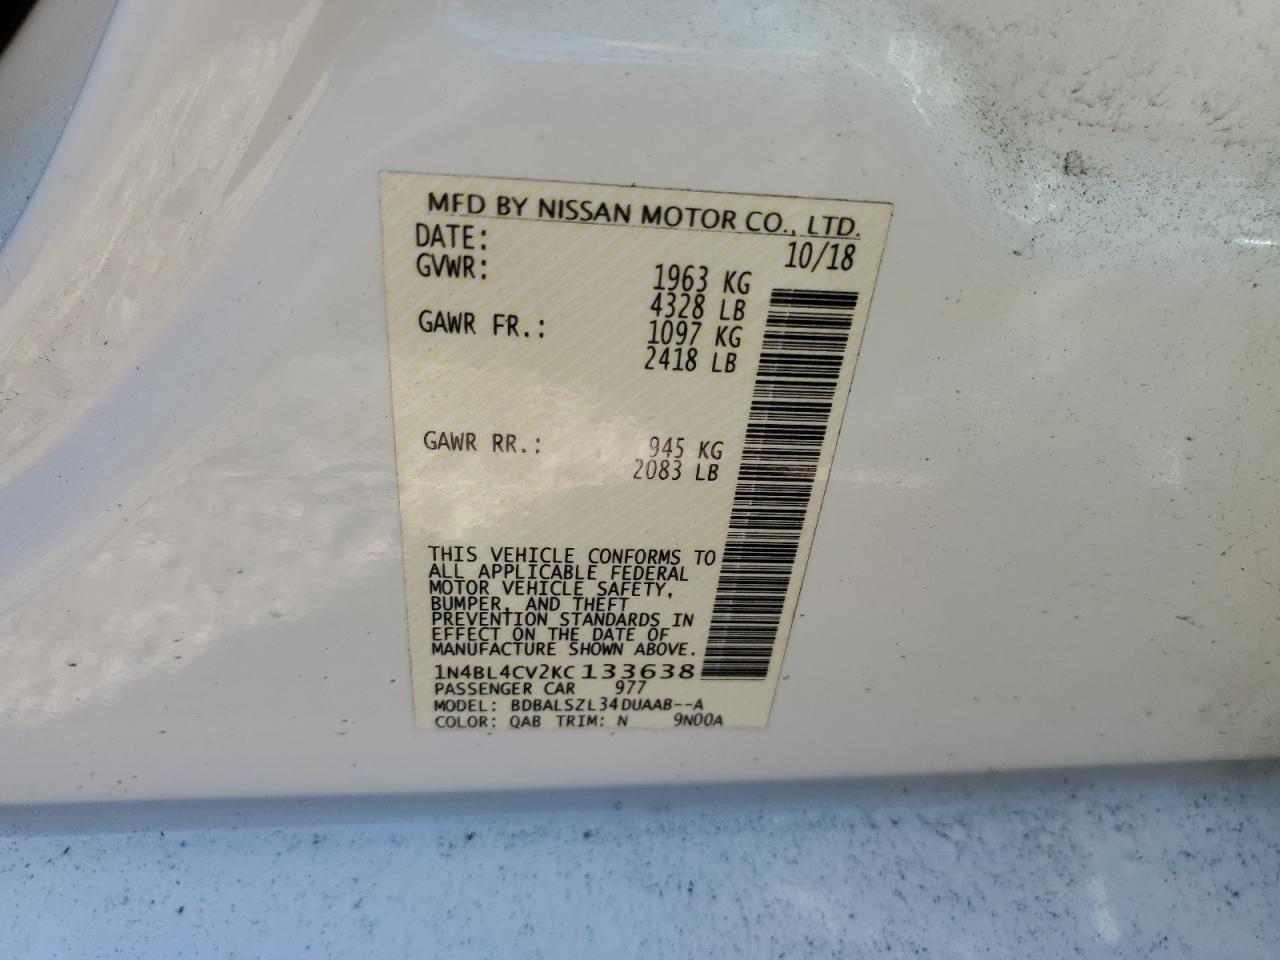 MFD BY NISSAN MOTOR CO., LTD.
DATE: 10/18
GVWR: 1963 KG
4328 LB
GAWR FR.: 1097 KG
2418 LB
GAWR RR.: 945 KG
2083 LB
THIS VEHICLE CONFORMS TO
ALL APPLICABLE FEDERAL
MOTOR VEHICLE SAFETY,
BUMPER, AND THEFT
PREVENTION STANDARDS IN
EFFECT ON THE DATE OF
MANUFACTURE SHOWN ABOVE.
1N4BL4CV2KC133638
PASSENGER CAR 977
MODEL: BDBALSZL34DUAAB--A
COLOR: QAB TRIM: N 9N00A